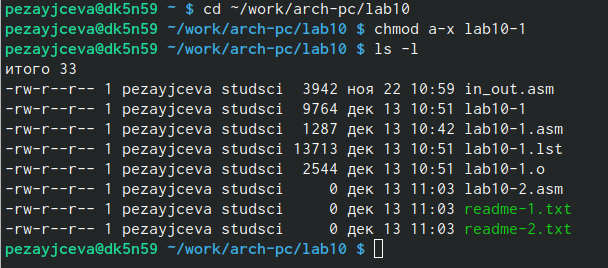 pezayjceva@dk5n59 ~ $ cd ~/work/arch-pc/lab10
pezayjceva@dk5n59 ~/work/arch-pc/lab10 $ chmod a-x lab10-1
pezayjceva@dk5n59 ~/work/arch-pc/lab10 $ ls -l
итого 33
-rw-r--r-- 1 pezayjceva studsci  3942 ноя 22 10:59 in_out.asm
-rw-r--r-- 1 pezayjceva studsci  9764 дек 13 10:51 lab10-1
-rw-r--r-- 1 pezayjceva studsci  1287 дек 13 10:42 lab10-1.asm
-rw-r--r-- 1 pezayjceva studsci 13713 дек 13 10:51 lab10-1.lst
-rw-r--r-- 1 pezayjceva studsci  2544 дек 13 10:51 lab10-1.o
-rw-r--r-- 1 pezayjceva studsci     0 дек 13 11:03 lab10-2.asm
-rw-r--r-- 1 pezayjceva studsci     0 дек 13 11:03 readme-1.txt
-rw-r--r-- 1 pezayjceva studsci     0 дек 13 11:03 readme-2.txt
pezayjceva@dk5n59 ~/work/arch-pc/lab10 $